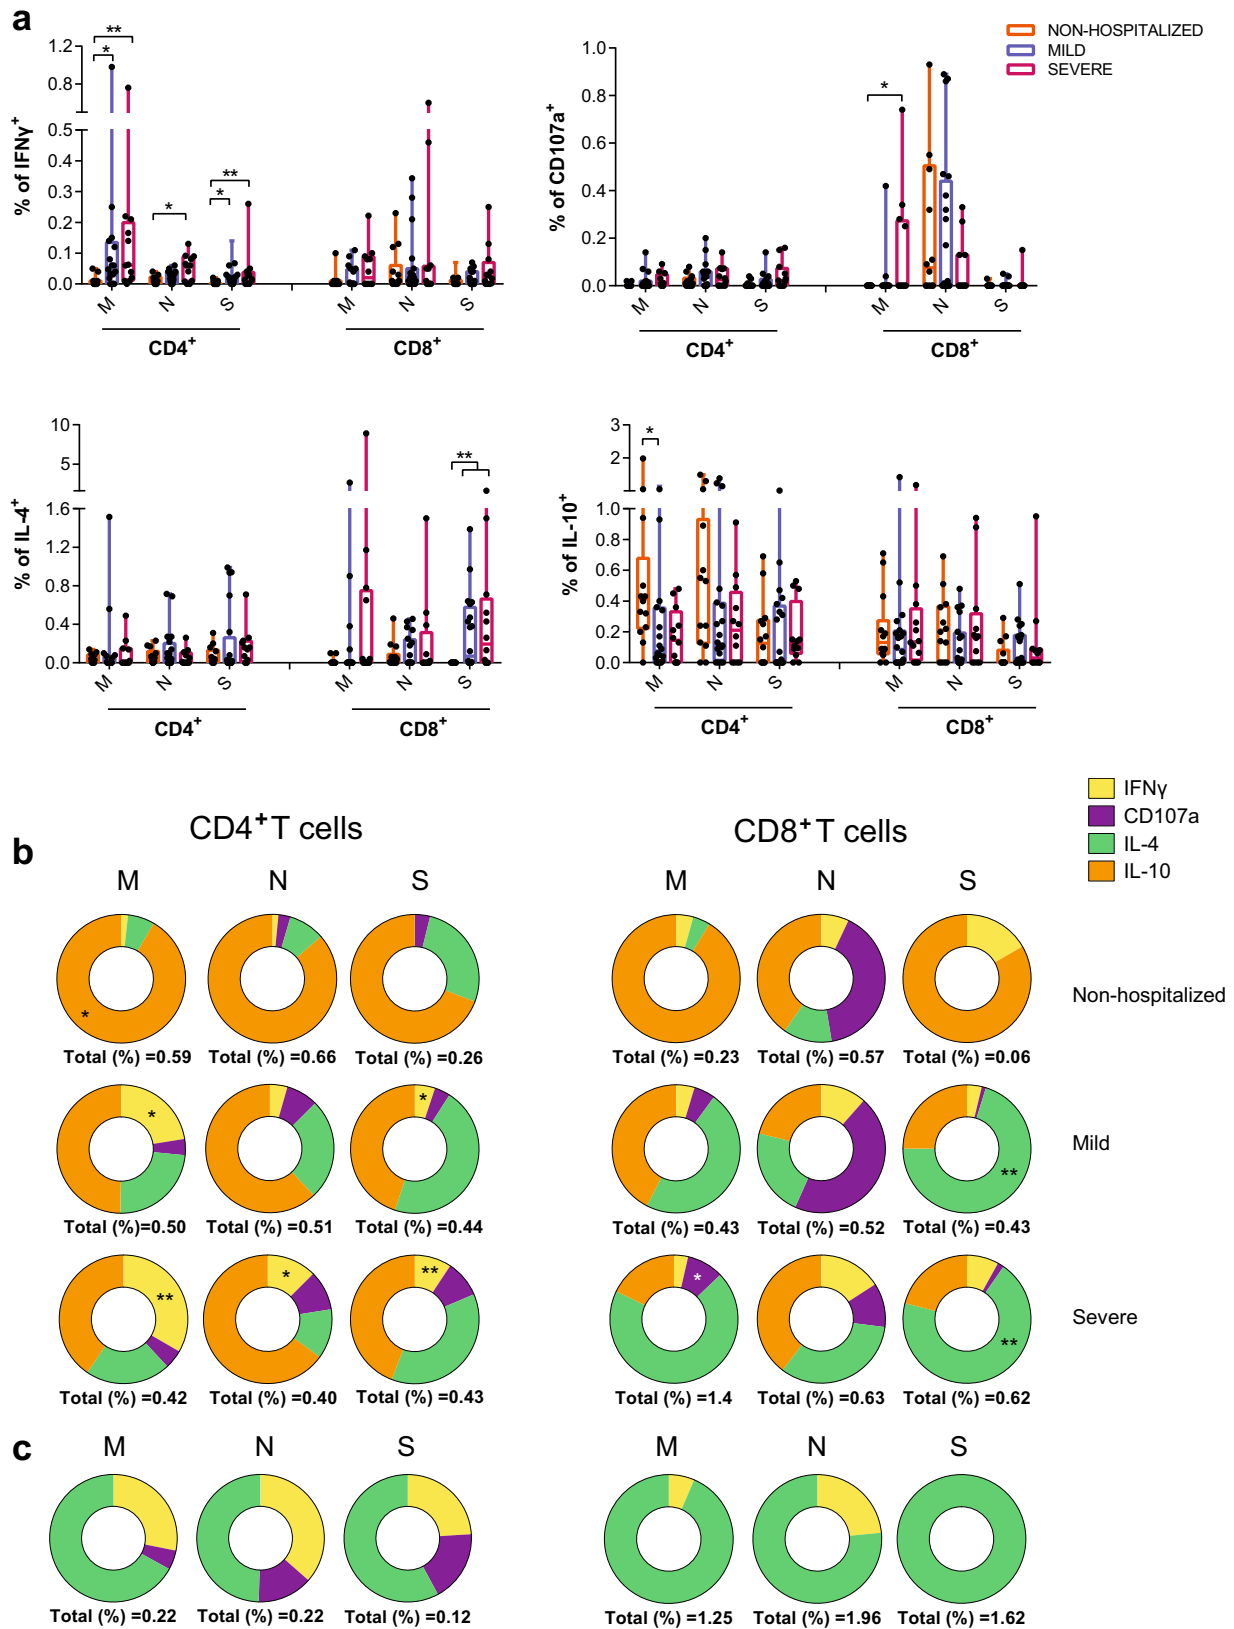 a
NON-HOSPITALIZED
MILD
SEVERE
% of IFNγ+
1.2
0.8
0.5
0.4
0.3
0.2
0.1
0.0
**
*
*
**
*
M
N
S
M
N
S
CD4+
CD8+
% of CD107a+
1.0
0.8
0.6
0.4
0.2
0.0
*
M
N
S
M
N
S
CD4+
CD8+
% of IL-4+
10
5
1.6
1.2
0.8
0.4
0.0
**
M
N
S
M
N
S
CD4+
CD8+
% of IL-10+
3
2
1
1.0
0.8
0.6
0.4
0.2
0.0
*
M
N
S
M
N
S
CD4+
CD8+
IFNγ
CD107a
IL-4
IL-10
b
CD4+T cells
CD8+T cells
M N S M N S
*
Non-hospitalized
Total (%) =0.59 Total (%) =0.66 Total (%) =0.26 Total (%) =0.23 Total (%) =0.57 Total (%) =0.06
* * **
Mild
Total (%)=0.50 Total (%) =0.51 Total (%) =0.44 Total (%) =0.43 Total (%) =0.52 Total (%) =0.43
** * ** * **
Severe
Total (%) =0.42 Total (%) =0.40 Total (%) =0.43 Total (%) =1.4 Total (%) =0.63 Total (%) =0.62
c
M N S M N S
Total (%) =0.22 Total (%) =0.22 Total (%) =0.12 Total (%) =1.25 Total (%) =1.96 Total (%) =1.62